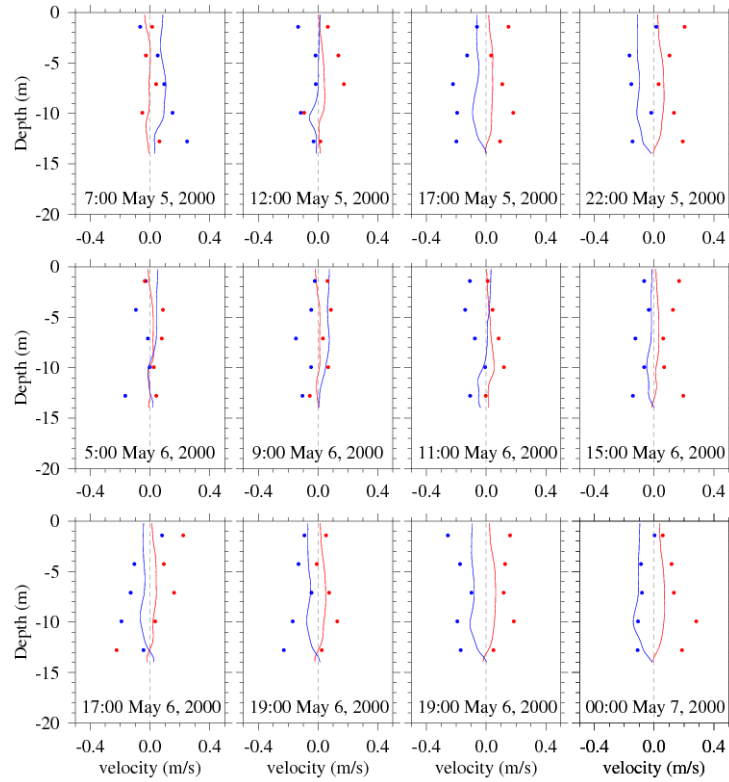 0
-5
-10
-15
-20
Depth (m)
7:00 May 5, 2000
12:00 May 5, 2000
17:00 May 5, 2000
22:00 May 5, 2000
-0.4 0.0 0.4 -0.4 0.0 0.4 -0.4 0.0 0.4 -0.4 0.0 0.4
0
-5
-10
-15
-20
Depth (m)
5:00 May 6, 2000
9:00 May 6, 2000
11:00 May 6, 2000
15:00 May 6, 2000
-0.4 0.0 0.4 -0.4 0.0 0.4 -0.4 0.0 0.4 -0.4 0.0 0.4
0
-5
-10
-15
-20
Depth (m)
17:00 May 6, 2000
19:00 May 6, 2000
19:00 May 6, 2000
00:00 May 7, 2000
-0.4 0.0 0.4 -0.4 0.0 0.4 -0.4 0.0 0.4 -0.4 0.0 0.4
velocity (m/s) velocity (m/s) velocity (m/s) velocity (m/s)